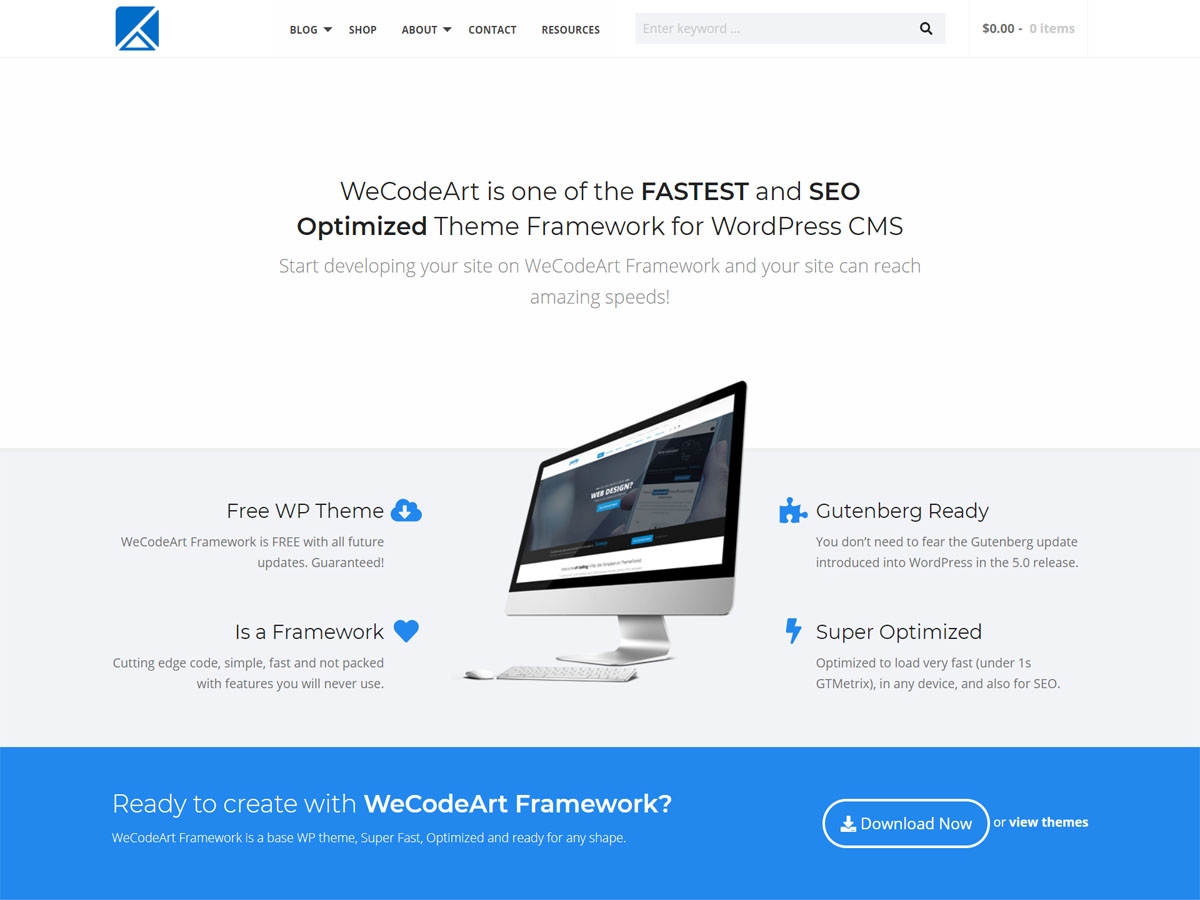 BLOG SHOP ABOUT CONTACT RESOURCES Enter keyword ... $0.00 - 0 items
WeCodeArt is one of the FASTEST and SEO
Optimized Theme Framework for WordPress CMS
Start developing your site on WeCodeArt Framework and your site can reach
amazing speeds!
WEB DESIGN?
Free WP Theme
WeCodeArt Framework is FREE with all future
updates. Guaranteed!
Gutenberg Ready
You don’t need to fear the Gutenberg update
introduced into WordPress in the 5.0 release.
Is a Framework
Cutting edge code, simple, fast and not packed
with features you will never use.
Super Optimized
Optimized to load very fast (under 1s
GTMetrix), in any device, and also for SEO.
Ready to create with WeCodeArt Framework?
WeCodeArt Framework is a base WP theme, Super Fast, Optimized and ready for any shape.
Download Now or view themes